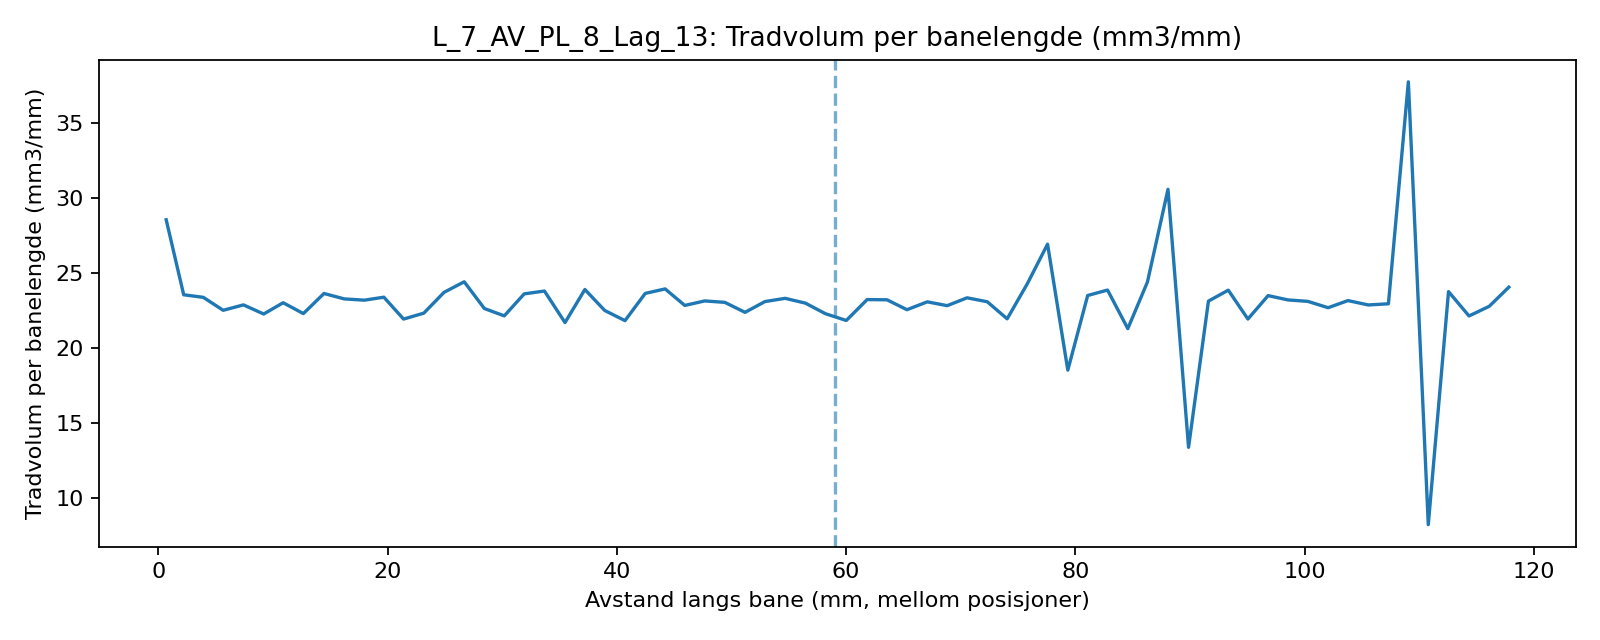 L_7_AV_PL_8_Lag_13: Tradvolum per banelengde (mm3/mm)
Tradvolum per banelengde (mm3/mm)
35
30
25
20
15
10
0 20 40 60 80 100 120
Avstand langs bane (mm, mellom posisjoner)